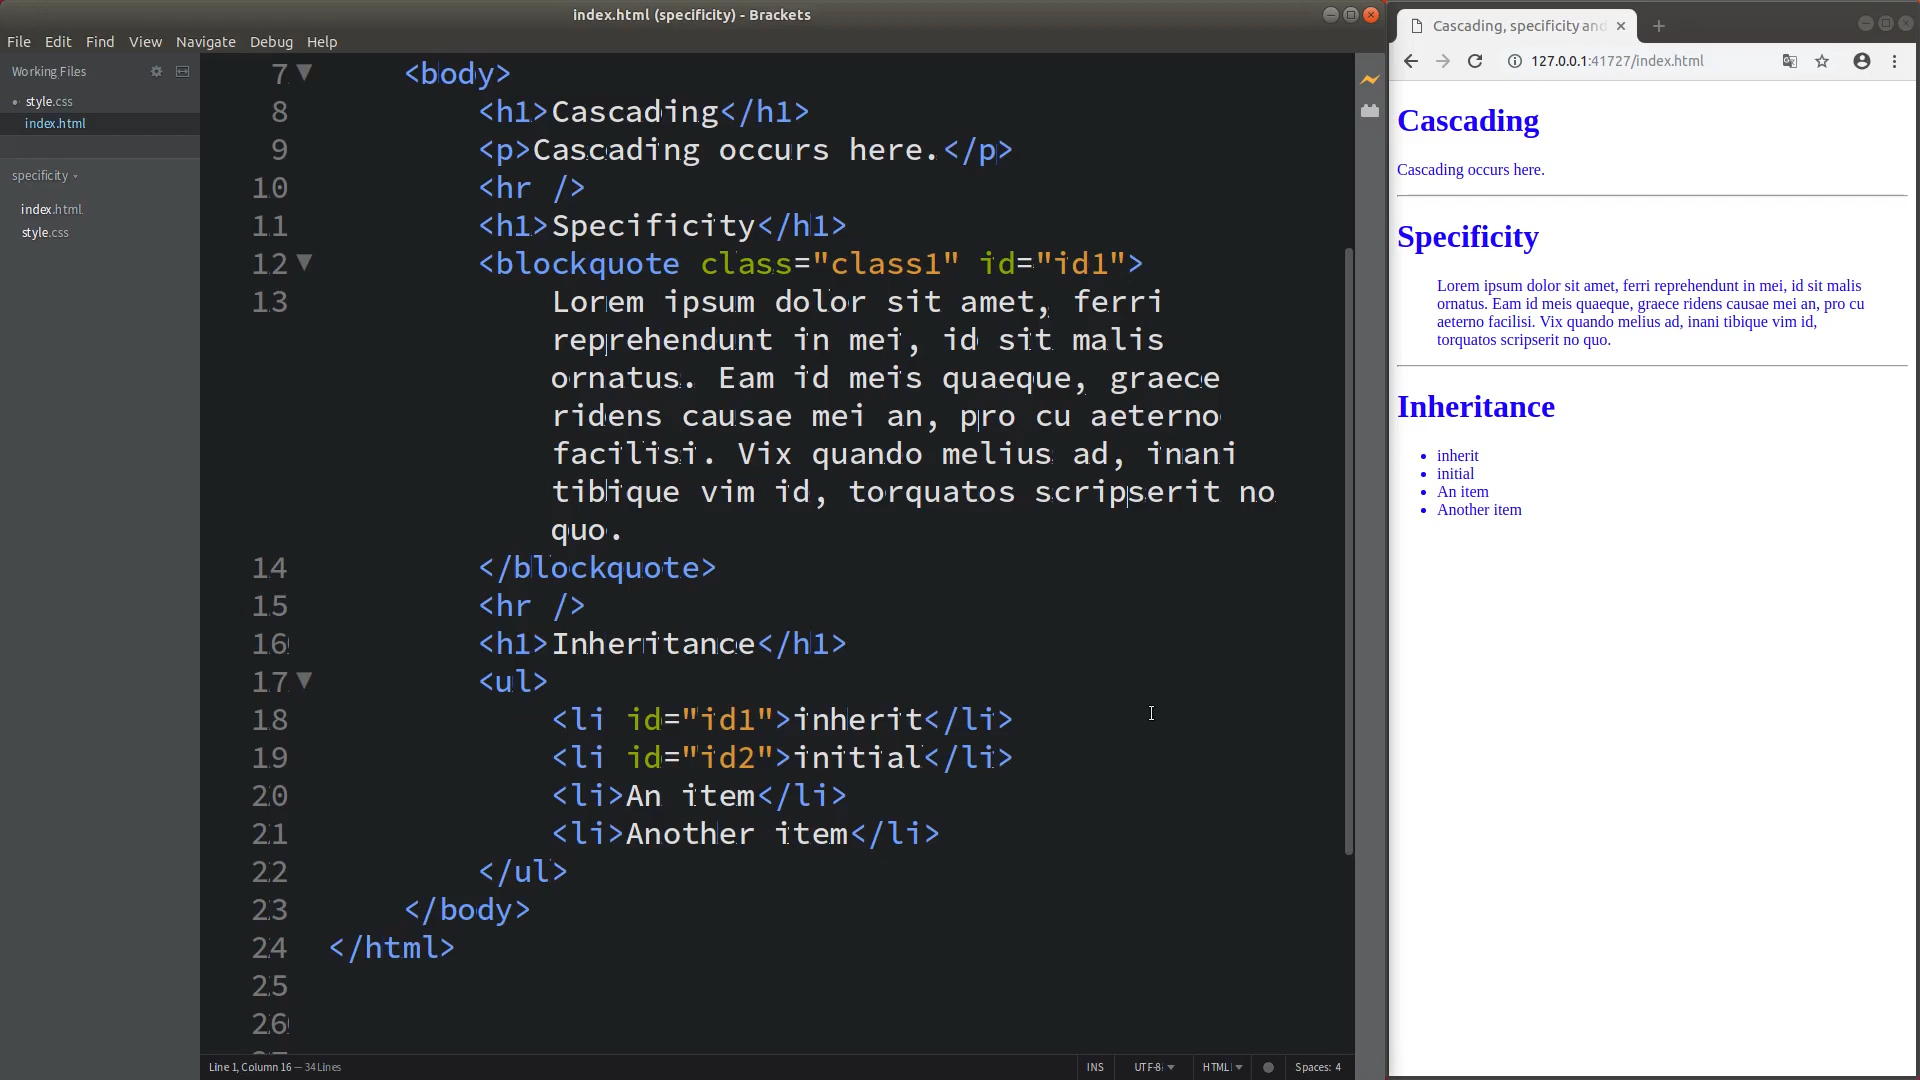 index.html (specificity) - Brackets
File Edit Find View Navigate Debug Help
Working Files
style.css
index.html
specificity
index.html
style.css
7 <body>
8 <h1>Cascading</h1>
9 <p>Cascading occurs here.</p>
10 <hr />
11 <h1>Specificity</h1>
12 <blockquote class="class1" id="id1">
13 Lorem ipsum dolor sit amet, ferri
reprehendunt in mei, id sit malis
ornatus. Eam id meis quaeque, graece
ridens causae mei an, pro cu aeterno
facilisi. Vix quando melius ad, inani
tibique vim id, torquatos scripserit no
quo.
14 </blockquote>
15 <hr />
16 <h1>Inheritance</h1>
17 <ul>
18 <li id="id1">inherit</li>
19 <li id="id2">initial</li>
20 <li>An item</li>
21 <li>Another item</li>
22 </ul>
23 </body>
24 </html>
25
26
Line 1, Column 16 — 34 Lines
INS UTF-8 HTML Spaces: 4
Cascading, specificity and
127.0.0.1:41727/index.html
Cascading
Cascading occurs here.
Specificity
Lorem ipsum dolor sit amet, ferri reprehendunt in mei, id sit malis
ornatus. Eam id meis quaeque, graece ridens causae mei an, pro cu
aeterno facilisi. Vix quando melius ad, inani tibique vim id,
torquatos scripserit no quo.
Inheritance
• inherit
• initial
• An item
• Another item